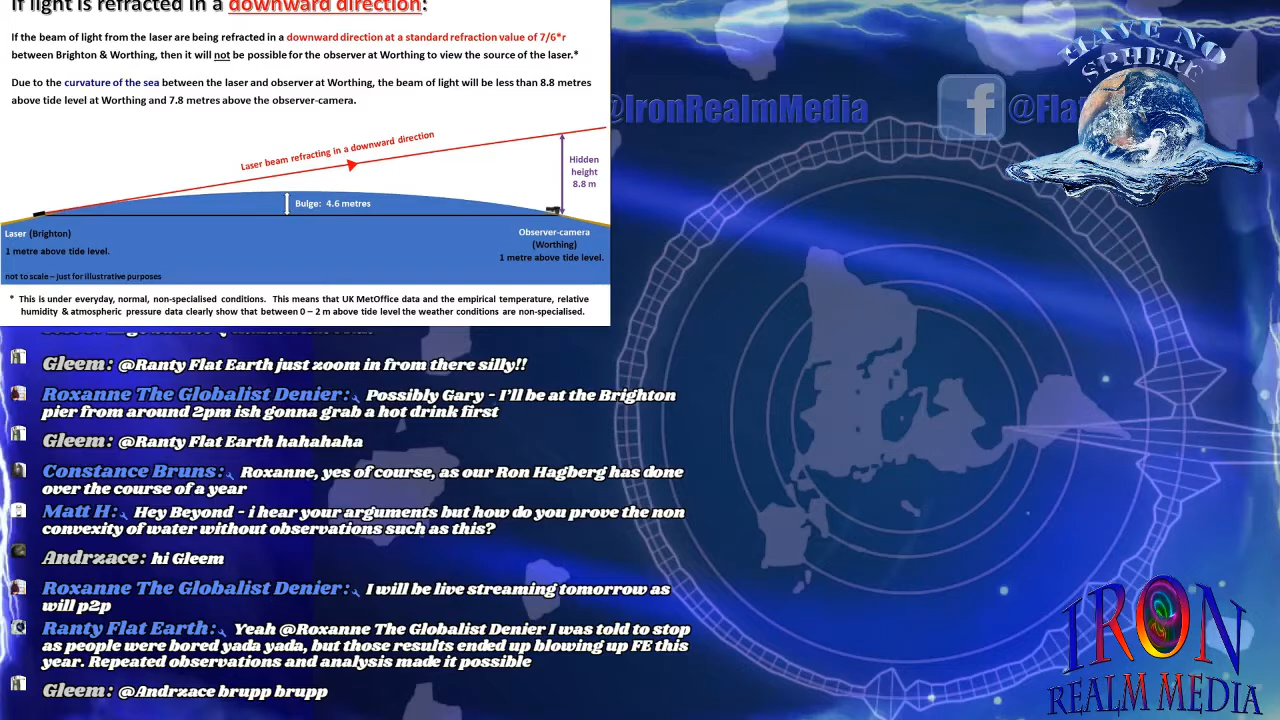 If light is refracted in a downward direction:
If the beam of light from the laser are being refracted in a downward direction at a standard refraction value of 7/6*r
between Brighton & Worthing, then it will not be possible for the observer at Worthing to view the source of the laser.*
Due to the curvature of the sea between the laser and observer at Worthing, the beam of light will be less than 8.8 metres
above tide level at Worthing and 7.8 metres above the observer-camera.
Laser beam refracting in a downward direction
Hidden
height
8.8 m
Bulge: 4.6 metres
Laser (Brighton)
1 metre above tide level.
Observer-camera
(Worthing)
1 metre above tide level.
not to scale – just for illustrative purposes
* This is under everyday, normal, non-specialised conditions. This means that UK MetOffice data and the empirical temperature, relative
humidity & atmospheric pressure data clearly show that between 0 – 2 m above tide level the weather conditions are non-specialised.
@IronRealmMedia
f @Fla
HAVE NO
SPHERE
Gleem: @Ranty Flat Earth just zoom in from there silly!!
Roxanne The Globalist Denier: Possibly Gary - I'll be at the Brighton
pier from around 2pm ish gonna grab a hot drink first
Gleem: @Ranty Flat Earth hahahaha
Constance Bruns: Roxanne, yes of course, as our Ron Hagberg has done
over the course of a year
Matt H: Hey Beyond - i hear your arguments but how do you prove the non
convexity of water without observations such as this?
Andrzace: hi Gleem
Roxanne The Globalist Denier: I will be live streaming tomorrow as
will p2p
Ranty Flat Earth: Yeah @Roxanne The Globalist Denier I was told to stop
as people were bored yada yada, but those results ended up blowing up FE this
year. Repeated observations and analysis made it possible
Gleem: @Andrzace brupp brupp
IRON
REALM MEDIA